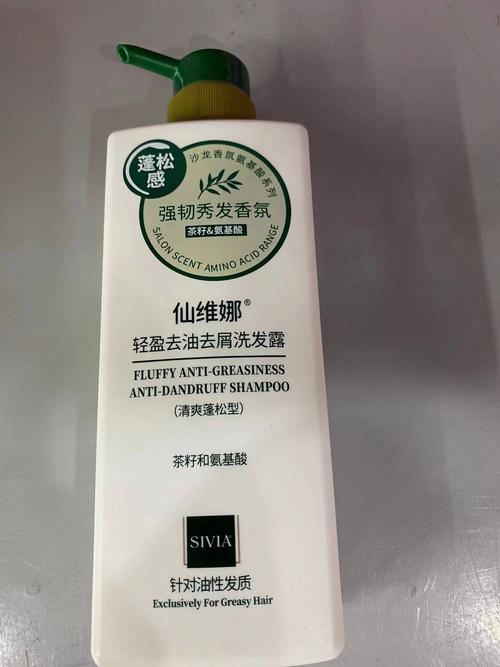 蓬松
感
沙龙香氛氨基酸系列
强韧秀发香氛
茶籽&氨基酸
SALON SCENT AMINO ACID RANGE
仙维娜®
轻盈去油去屑洗发露
FLUFFY ANTI-GREASINESS
ANTI-DANDRUFF SHAMPOO
(清爽蓬松型)
茶籽和氨基酸
SIVIA
针对油性发质
Exclusively For Greasy Hair